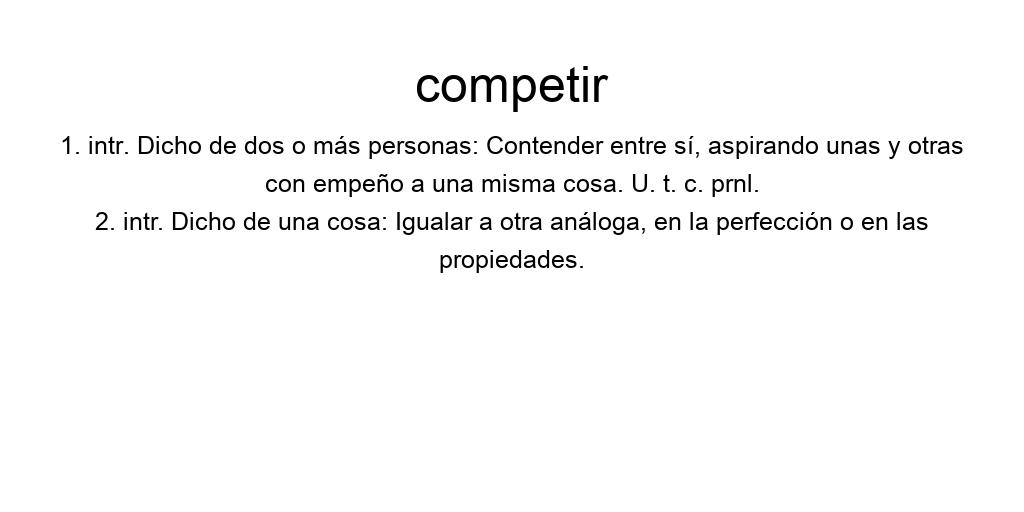 competir
1. intr. Dicho de dos o más personas: Contender entre sí, aspirando unas y otras
con empeño a una misma cosa. U. t. c. prnl.
2. intr. Dicho de una cosa: Igualar a otra análoga, en la perfección o en las
propiedades.